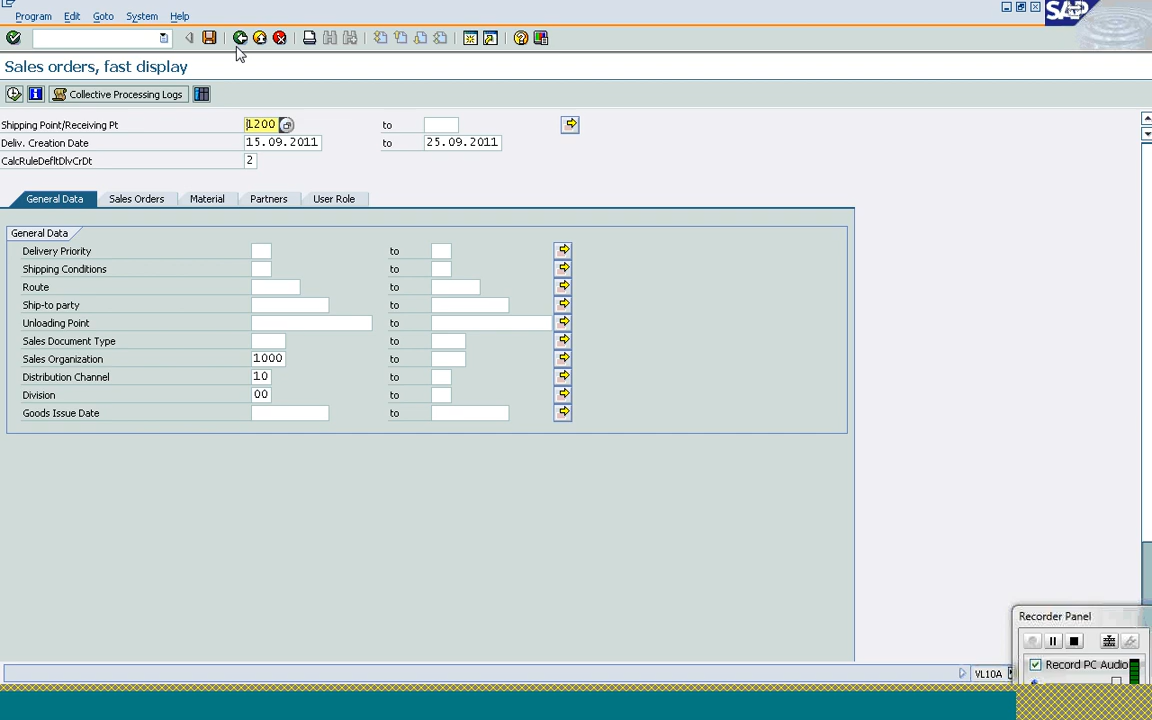 Program Edit Goto System Help
SAP
Sales orders, fast display
Collective Processing Logs
Shipping Point/Receiving Pt 1200 to
Deliv. Creation Date 15.09.2011 to 25.09.2011
CalcRuleDefltDlvCrDt 2
General Data Sales Orders Material Partners User Role
General Data
Delivery Priority to
Shipping Conditions to
Route to
Ship-to party to
Unloading Point to
Sales Document Type to
Sales Organization 1000 to
Distribution Channel 10 to
Division 00 to
Goods Issue Date to
Recorder Panel
Record PC Audio
VL10A